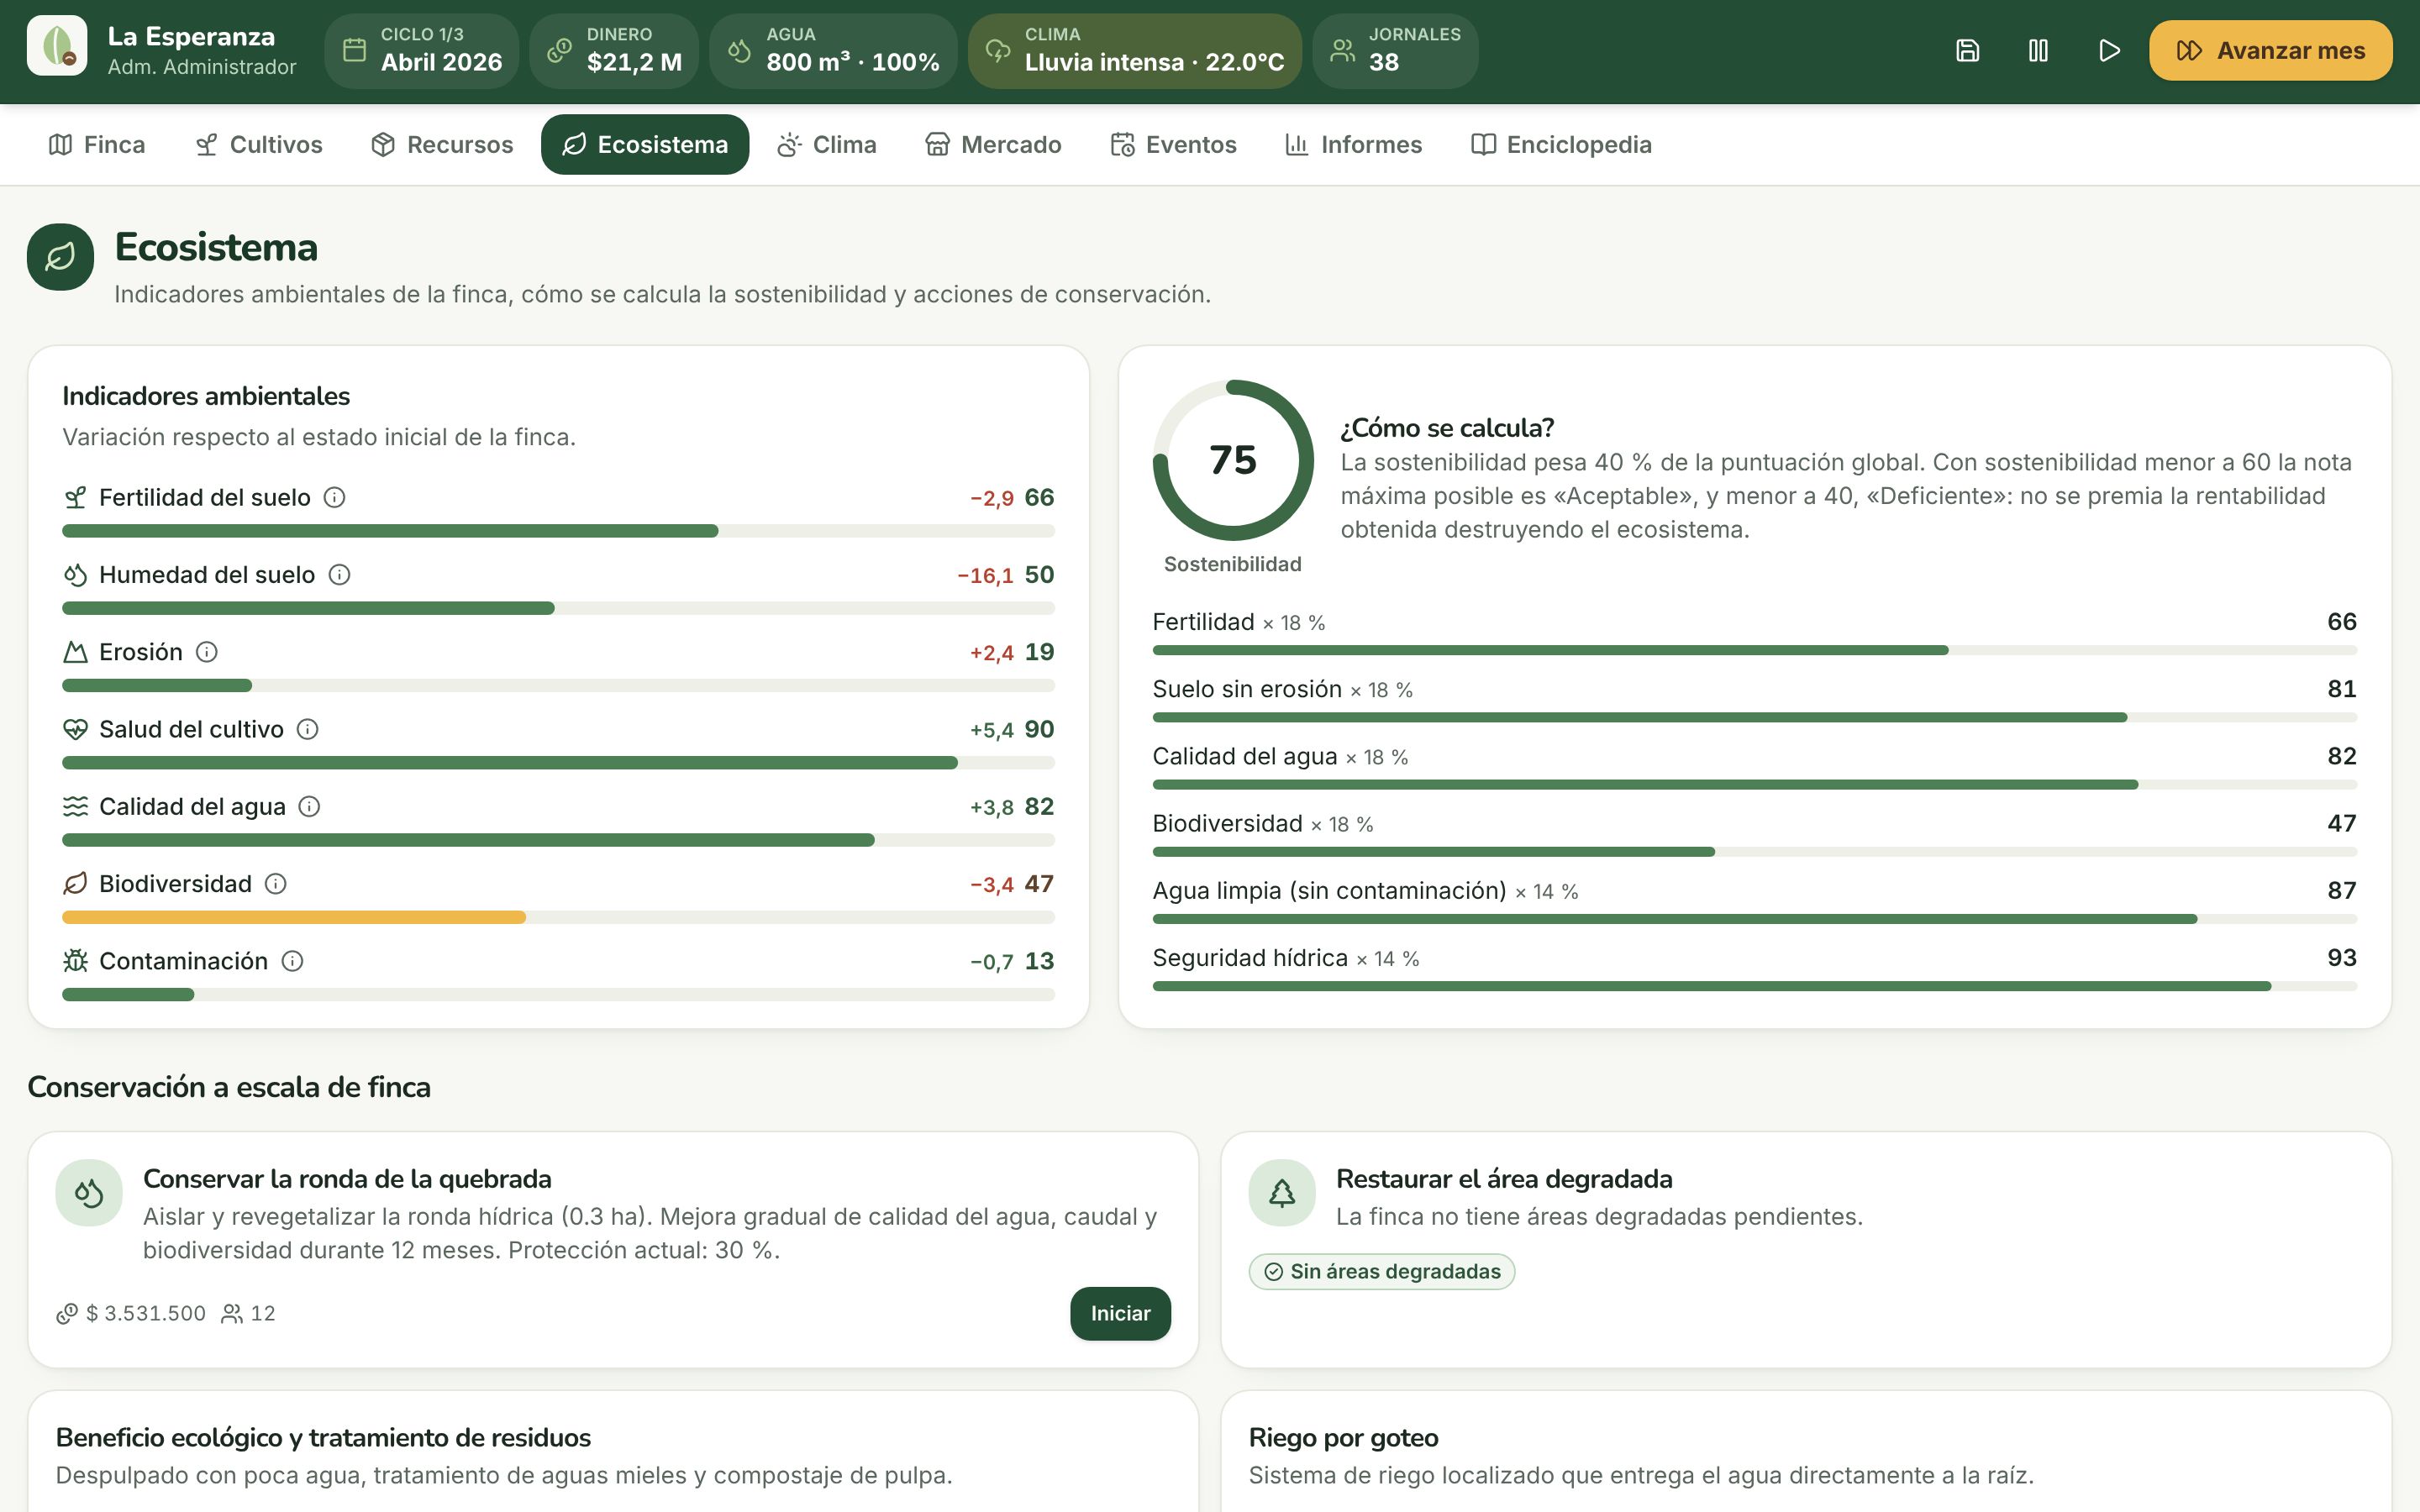 La Esperanza
Adm. Administrador
CICLO 1/3
Abril 2026
DINERO
$21,2 M
AGUA
800 m³ · 100%
CLIMA
Lluvia intensa · 22.0°C
JORNALES
38
Avanzar mes
Finca
Cultivos
Recursos
Ecosistema
Clima
Mercado
Eventos
Informes
Enciclopedia
Ecosistema
Indicadores ambientales de la finca, cómo se calcula la sostenibilidad y acciones de conservación.
Indicadores ambientales
Variación respecto al estado inicial de la finca.
Fertilidad del suelo −2,9 66
Humedad del suelo −16,1 50
Erosión +2,4 19
Salud del cultivo +5,4 90
Calidad del agua +3,8 82
Biodiversidad −3,4 47
Contaminación −0,7 13
75
Sostenibilidad
¿Cómo se calcula?
La sostenibilidad pesa 40 % de la puntuación global. Con sostenibilidad menor a 60 la nota
máxima posible es «Aceptable», y menor a 40, «Deficiente»: no se premia la rentabilidad
obtenida destruyendo el ecosistema.
Fertilidad × 18 % 66
Suelo sin erosión × 18 % 81
Calidad del agua × 18 % 82
Biodiversidad × 18 % 47
Agua limpia (sin contaminación) × 14 % 87
Seguridad hídrica × 14 % 93
Conservación a escala de finca
Conservar la ronda de la quebrada
Aislar y revegetalizar la ronda hídrica (0.3 ha). Mejora gradual de calidad del agua, caudal y
biodiversidad durante 12 meses. Protección actual: 30 %.
$ 3.531.500 12
Iniciar
Restaurar el área degradada
La finca no tiene áreas degradadas pendientes.
Sin áreas degradadas
Beneficio ecológico y tratamiento de residuos
Despulpado con poca agua, tratamiento de aguas mieles y compostaje de pulpa.
Riego por goteo
Sistema de riego localizado que entrega el agua directamente a la raíz.